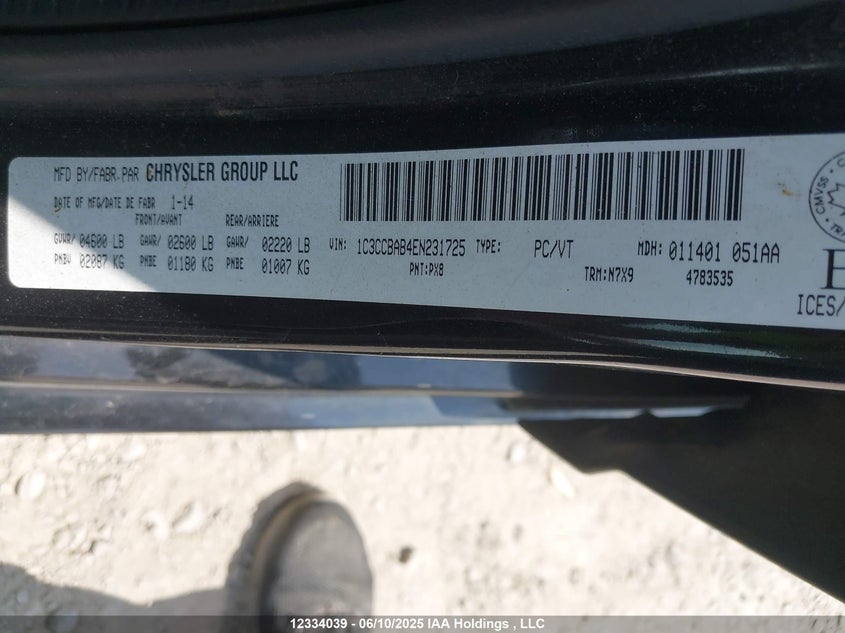 MFD BY/FABR PAR CHRYSLER GROUP LLC
DATE OF MFG/DATE DE FABR 1-14
FRONT/AVANT REAR/ARRIERE
GVWR/ 04600 LB GAWR/ 02600 LB GAWR/ 02220 LB
PNBV 02087 KG PNBE 01180 KG PNBE 01007 KG
VIN: 1C3CCBAB4EN231725 TYPE: PC/VT MDH: 011401 051AA
PNT:PX8 TRM:N7X9 4783535
CMVSS
ICES/
12334039 - 06/10/2025 IAA Holdings , LLC